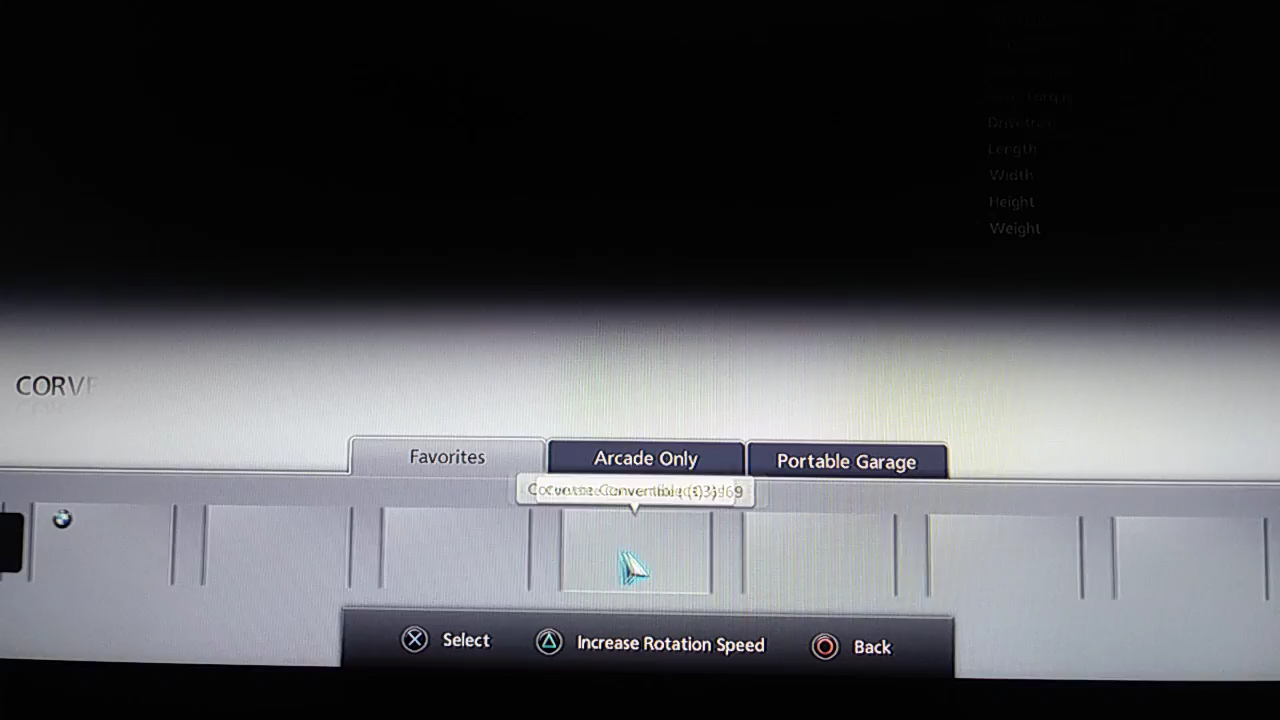 Drivetrain
Length
Width
Height
Weight
CORVE
Favorites
Arcade Only
Portable Garage
Select
Increase Rotation Speed
Back